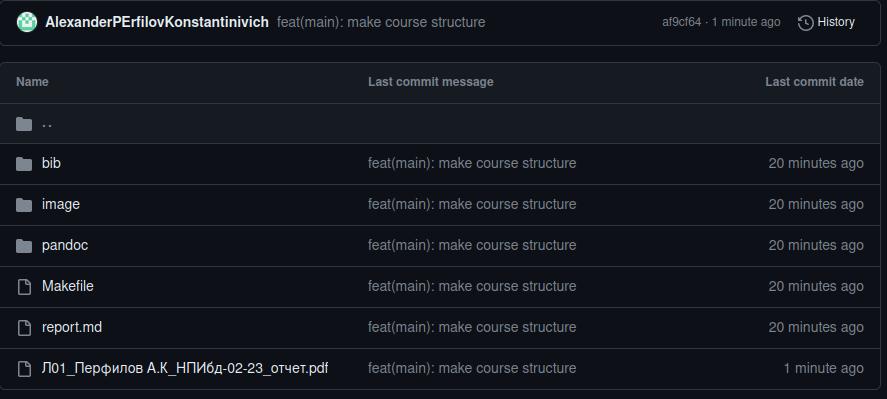 AlexanderPErfilovKonstantinivich feat(main): make course structure af9cf64 · 1 minute ago History
Name Last commit message Last commit date
..
bib feat(main): make course structure 20 minutes ago
image feat(main): make course structure 20 minutes ago
pandoc feat(main): make course structure 20 minutes ago
Makefile feat(main): make course structure 20 minutes ago
report.md feat(main): make course structure 20 minutes ago
Л01_Перфилов А.К_НПИбд-02-23_отчет.pdf feat(main): make course structure 1 minute ago